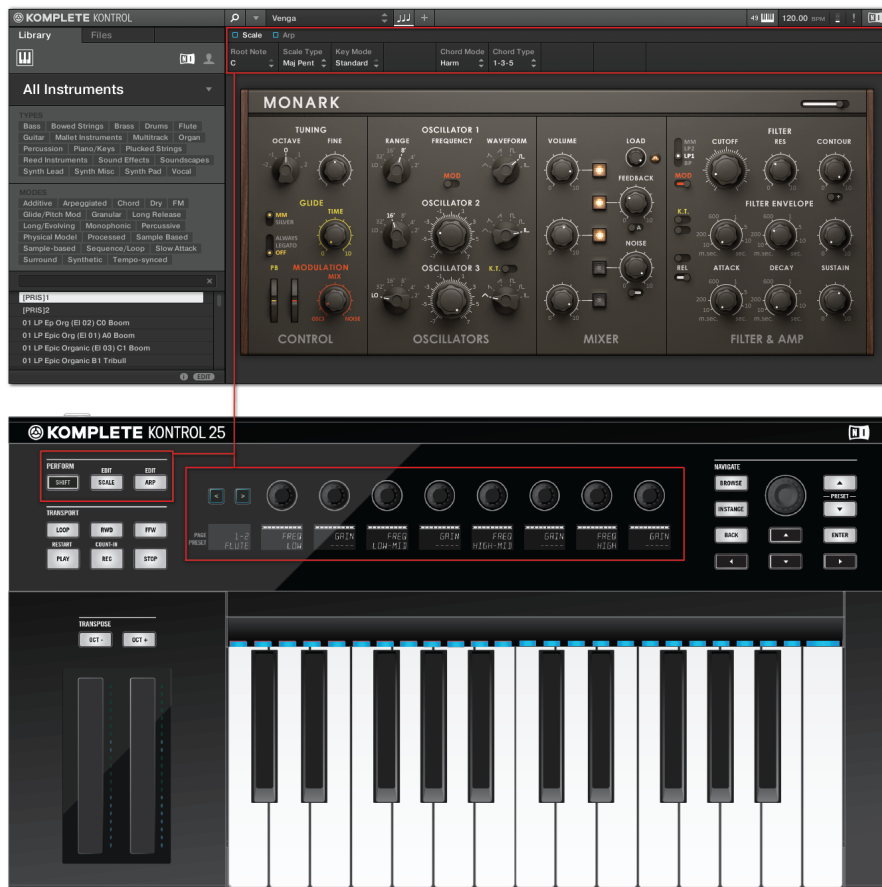 KOMPLETE KONTROL
Venga
49
120.00 BPM
Library Files
Scale Arp
Root Note Scale Type Key Mode Chord Mode Chord Type
C Maj Pent Standard Harm 1-3-5
All Instruments
TYPES
Bass Bowed Strings Brass Drums Flute
Guitar Mallet Instruments Multitrack Organ
Percussion Piano/Keys Plucked Strings
Reed Instruments Sound Effects Soundscapes
Synth Lead Synth Misc Synth Pad Vocal
MODES
Additive Arpeggiated Chord Dry FM
Glide/Pitch Mod Granular Long Release
Long/Evolving Monophonic Percussive
Physical Model Processed Sample Based
Sample-based Sequence/Loop Slow Attack
Surround Synthetic Tempo-synced
[PRIS]1
[PRIS]2
01 LP Ep Org (El 02) C0 Boom
01 LP Epic Org (El 01) A0 Boom
01 LP Epic Organic (El 03) C1 Boom
01 LP Epic Organic B1 Tribull
EDIT
MONARK
TUNING
OCTAVE FINE
GLIDE
MM
SILVER
TIME
ALWAYS
LEGATO
OFF
PB MODULATION
MIX
OSC3 NOISE
CONTROL
OSCILLATOR 1
RANGE FREQUENCY WAVEFORM
MOD
OSCILLATOR 2
OSCILLATOR 3
K.T.
OSCILLATORS
VOLUME LOAD
FEEDBACK
A
NOISE
MIXER
FILTER
MM
LP2
LP1
BP
CUTOFF RES CONTOUR
MOD
K.T.
FILTER ENVELOPE
REL
ATTACK DECAY SUSTAIN
m.sec. sec. m.sec. sec.
FILTER & AMP
KOMPLETE KONTROL 25
NI
PERFORM
EDIT EDIT
SHIFT SCALE ARP
TRANSPORT
LOOP RWD FFW
RESTART COUNT-IN
PLAY REC STOP
< >
PAGE 1-2 FREQ GAIN FREQ GAIN FREQ GAIN FREQ GAIN
PRESET FLUTE LOW ----- LOW-MID ----- HIGH-MID ----- HIGH -----
NAVIGATE
BROWSE
PRESET
INSTANCE
BACK ENTER
TRANSPOSE
OCT - OCT +